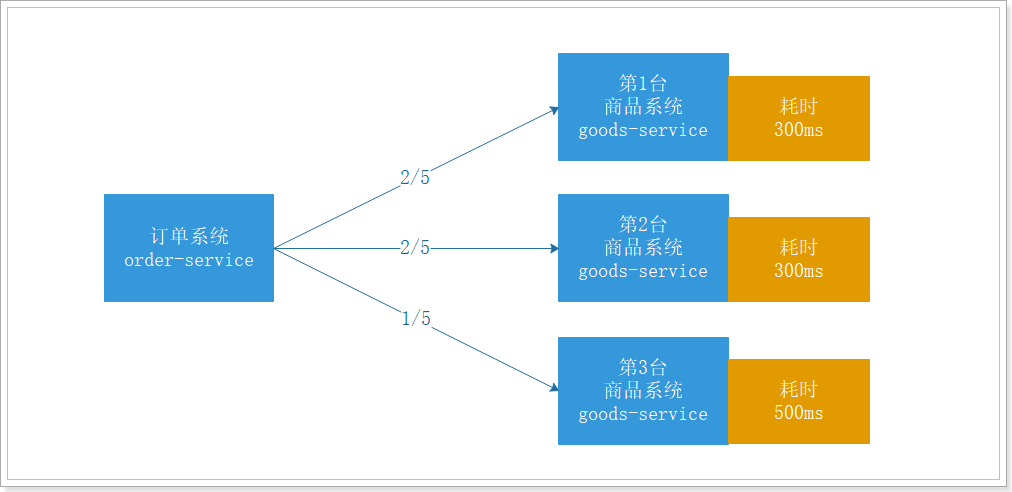 订单系统
order-service
2/5
2/5
1/5
第1台
商品系统
goods-service
耗时
300ms
第2台
商品系统
goods-service
耗时
300ms
第3台
商品系统
goods-service
耗时
500ms